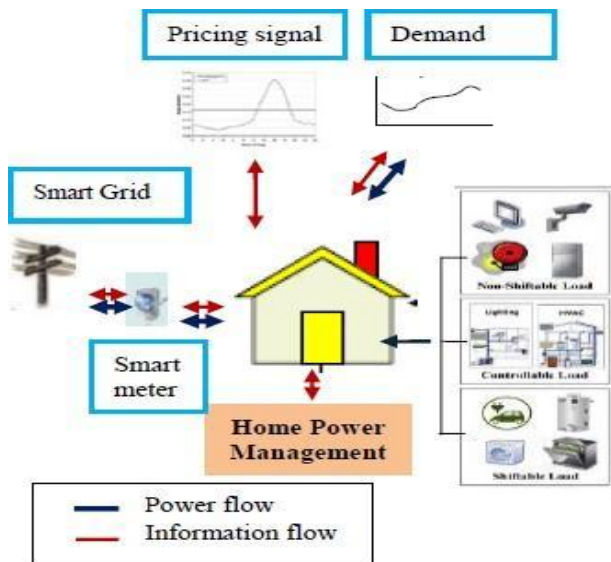 Pricing signal
Demand
Smart Grid
Smart
meter
Home Power
Management
Non-Shiftable Load
Lighting
HVAC
Controllable Load
Shiftable Load
Power flow
Information flow